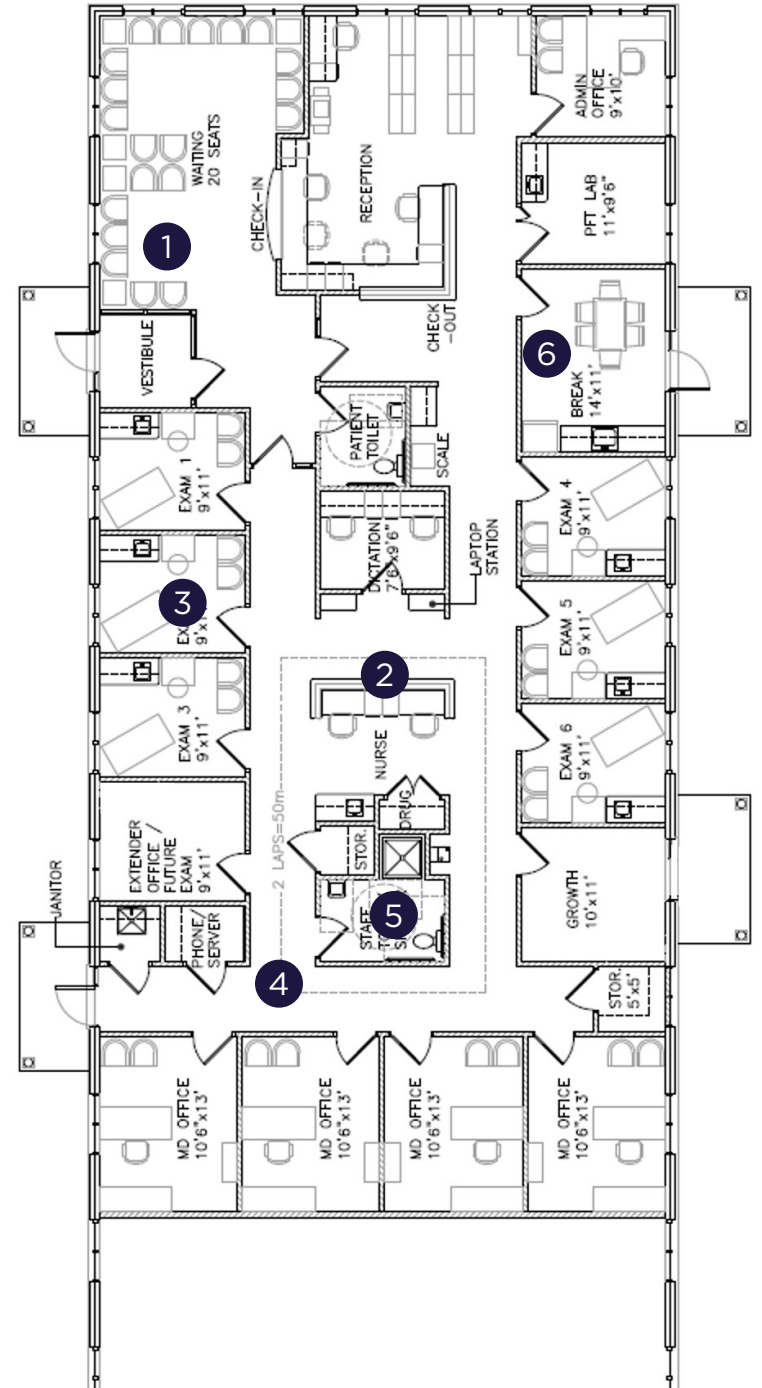 WAITING
20 SEATS
1
CHECK-IN
RECEPTION
ADMIN
OFFICE
9'x10'
PFT LAB
11'x9'6"
CHECK
-OUT
VESTIBULE
6
BREAK
14'x11'
PATIENT
TOILET
SCALE
EXAM 1
9'x11'
DICTATION
7'6"x9'6"
LAPTOP
STATION
EXAM 4
9'x11'
3
9'x1
EXAM 5
9'x11'
2
NURSE
EXAM 3
9'x11'
EXAM 6
9'x11'
2 LAPS=50m
DRUG
STOR.
EXTENDER
OFFICE/
FUTURE
EXAM
9'x11'
GROWTH
10'x11'
JANITOR
PHONE/
SERVER
5
STAFF
4
STOR.
5'x5'
MD OFFICE
10'6"x13'
MD OFFICE
10'6"x13'
MD OFFICE
10'6"x13'
MD OFFICE
10'6"x13'